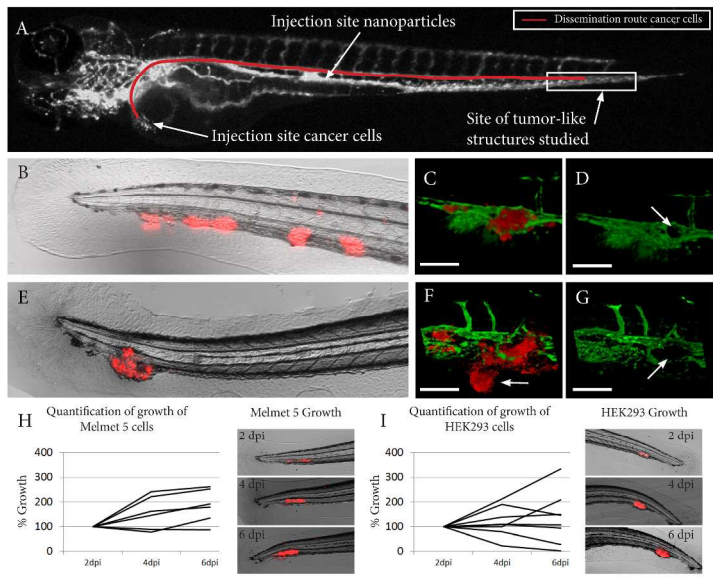 A
Dissemination route cancer cells
Injection site nanoparticles
Injection site cancer cells
Site of tumor-like
structures studied
B
C
D
E
F
G
H
Quantification of growth of
Melmet 5 cells
Melmet 5 Growth
% Growth
400
300
200
100
0
2dpi
4dpi
6dpi
2 dpi
4 dpi
6 dpi
I
Quantification of growth of
HEK293 cells
HEK293 Growth
% Growth
400
300
200
100
0
2dpi
4dpi
6dpi
2 dpi
4 dpi
6 dpi